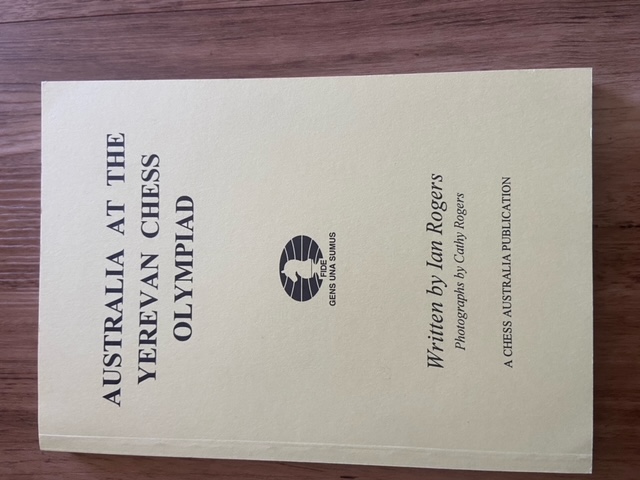 AUSTRALIA AT THE
YEREVAN CHESS
OLYMPIAD
FIDE
GENS UNA SUMUS
Written by Ian Rogers
Photographs by Cathy Rogers
A CHESS AUSTRALIA PUBLICATION